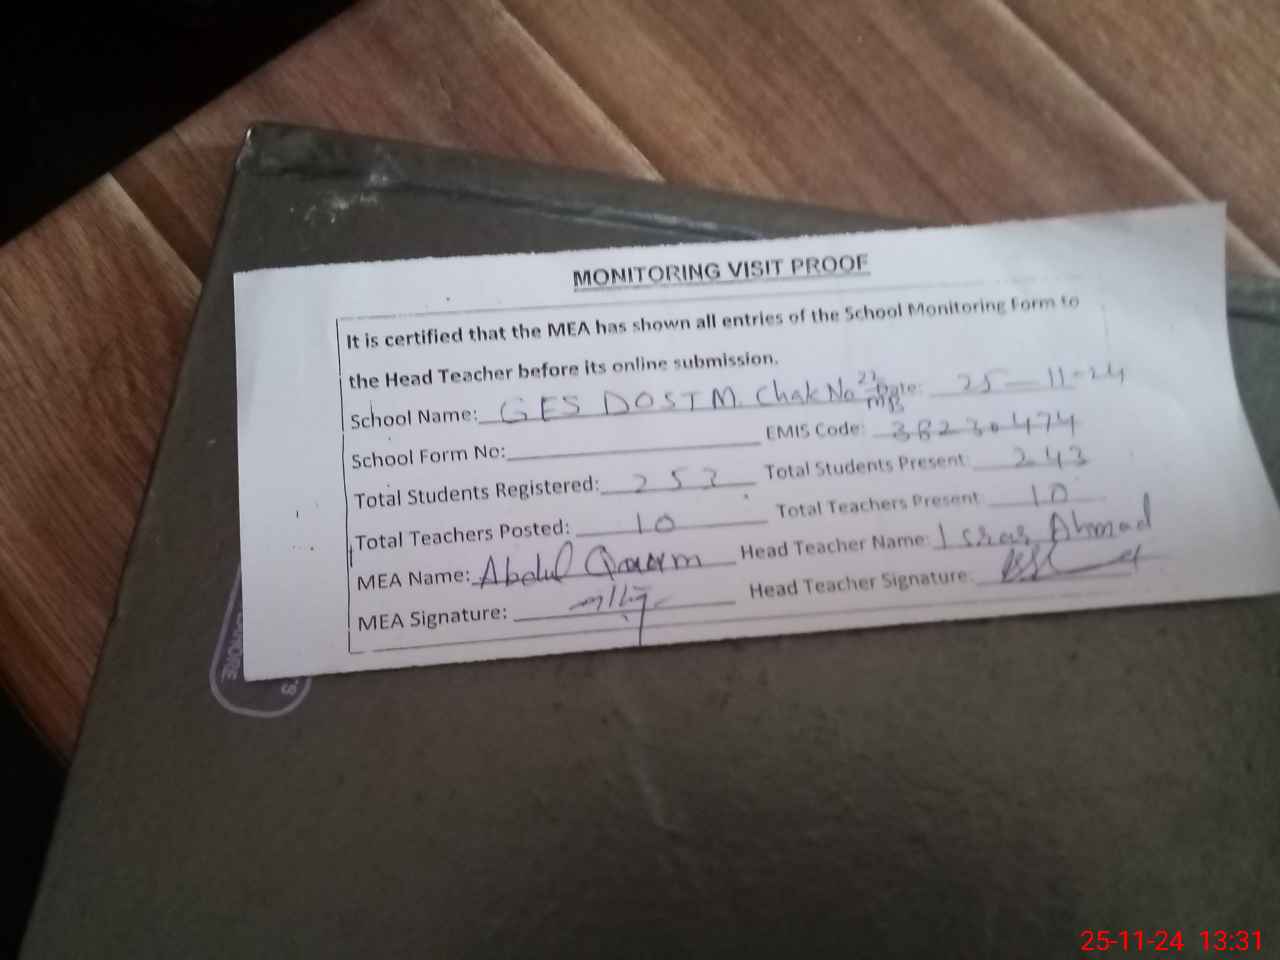 MONITORING VISIT PROOF
It is certified that the MEA has shown all entries of the School Monitoring Form to
the Head Teacher before its online submission.
School Name: GES DOST M. Chak No 22 MB Date: 25-11-24
School Form No: EMIS Code: 38230474
Total Students Registered: 253 Total Students Present: 243
Total Teachers Posted: 10 Total Teachers Present: 10
MEA Name: Abdul Head Teacher Name: Israr Ahmad
MEA Signature: Head Teacher Signature:
25-11-24 13:31